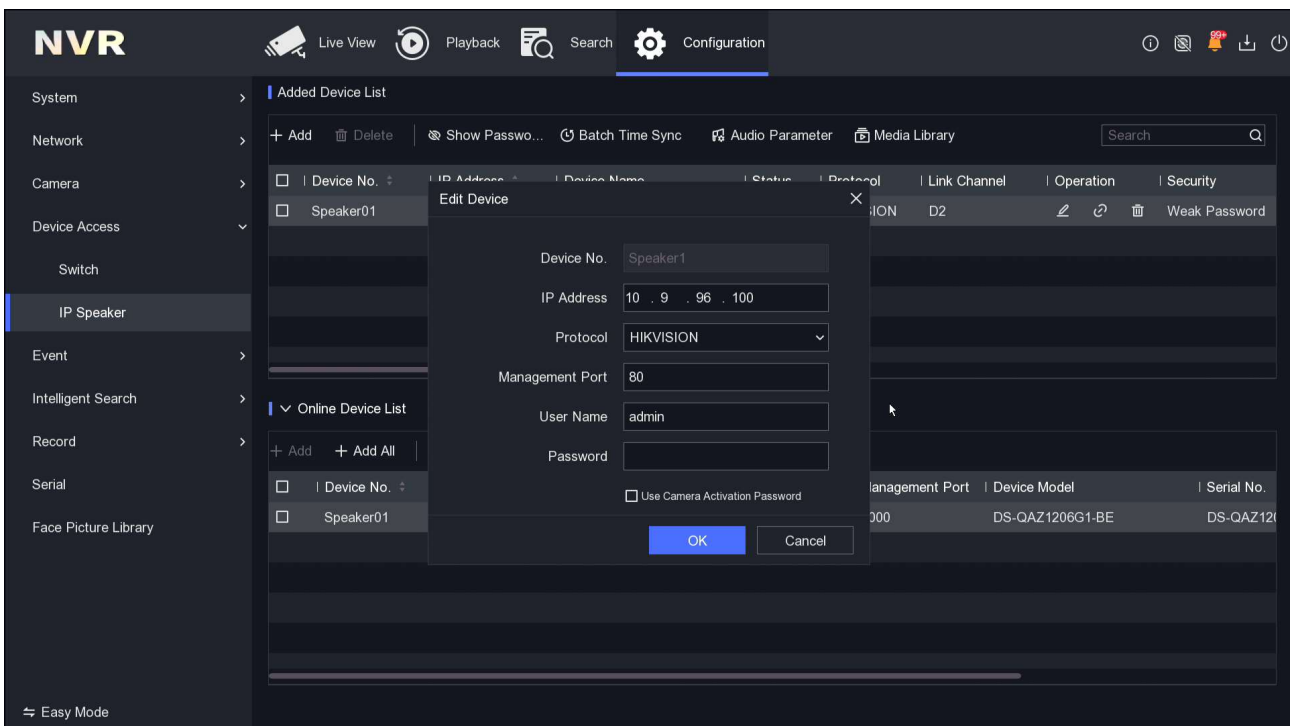 NVR
Live View
Playback
Search
Configuration
99+
System
Network
Camera
Device Access
Switch
IP Speaker
Event
Intelligent Search
Record
Serial
Face Picture Library
Easy Mode
Added Device List
+ Add Delete Show Passwo... Batch Time Sync Audio Parameter Media Library Search
Device No. IP Address Device Name Status Protocol Link Channel Operation Security
Speaker01 ION D2 Weak Password
Edit Device
Device No. Speaker1
IP Address 10 . 9 . 96 . 100
Protocol HIKVISION
Management Port 80
User Name admin
Password
Use Camera Activation Password
OK Cancel
Online Device List
+ Add + Add All
Device No. Management Port Device Model Serial No.
Speaker01 000 DS-QAZ1206G1-BE DS-QAZ120